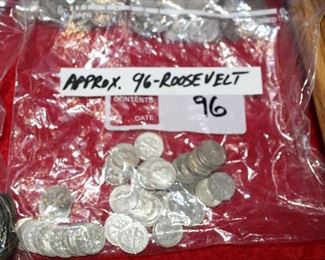 APPROX. 96-ROOSEVELT
CONTENTS
96
DATE